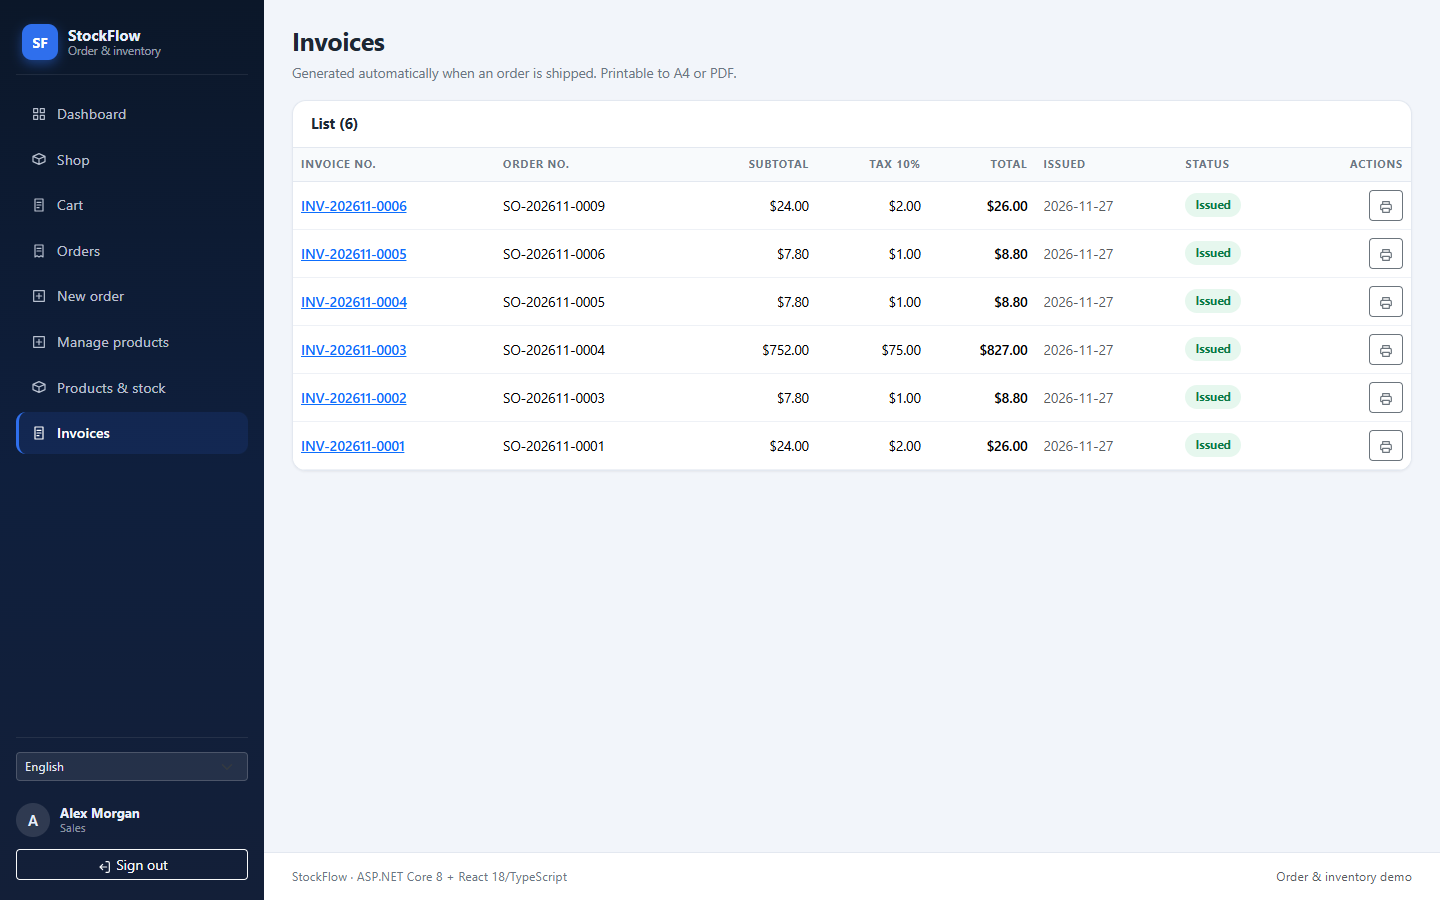 SF
StockFlow
Order & inventory
Dashboard
Shop
Cart
Orders
New order
Manage products
Products & stock
Invoices
English
A
Alex Morgan
Sales
Sign out
Invoices
Generated automatically when an order is shipped. Printable to A4 or PDF.
List (6)
INVOICE NO. ORDER NO. SUBTOTAL TAX 10% TOTAL ISSUED STATUS ACTIONS
INV-202611-0006 SO-202611-0009 $24.00 $2.00 $26.00 2026-11-27 Issued
INV-202611-0005 SO-202611-0006 $7.80 $1.00 $8.80 2026-11-27 Issued
INV-202611-0004 SO-202611-0005 $7.80 $1.00 $8.80 2026-11-27 Issued
INV-202611-0003 SO-202611-0004 $752.00 $75.00 $827.00 2026-11-27 Issued
INV-202611-0002 SO-202611-0003 $7.80 $1.00 $8.80 2026-11-27 Issued
INV-202611-0001 SO-202611-0001 $24.00 $2.00 $26.00 2026-11-27 Issued
StockFlow · ASP.NET Core 8 + React 18/TypeScript
Order & inventory demo